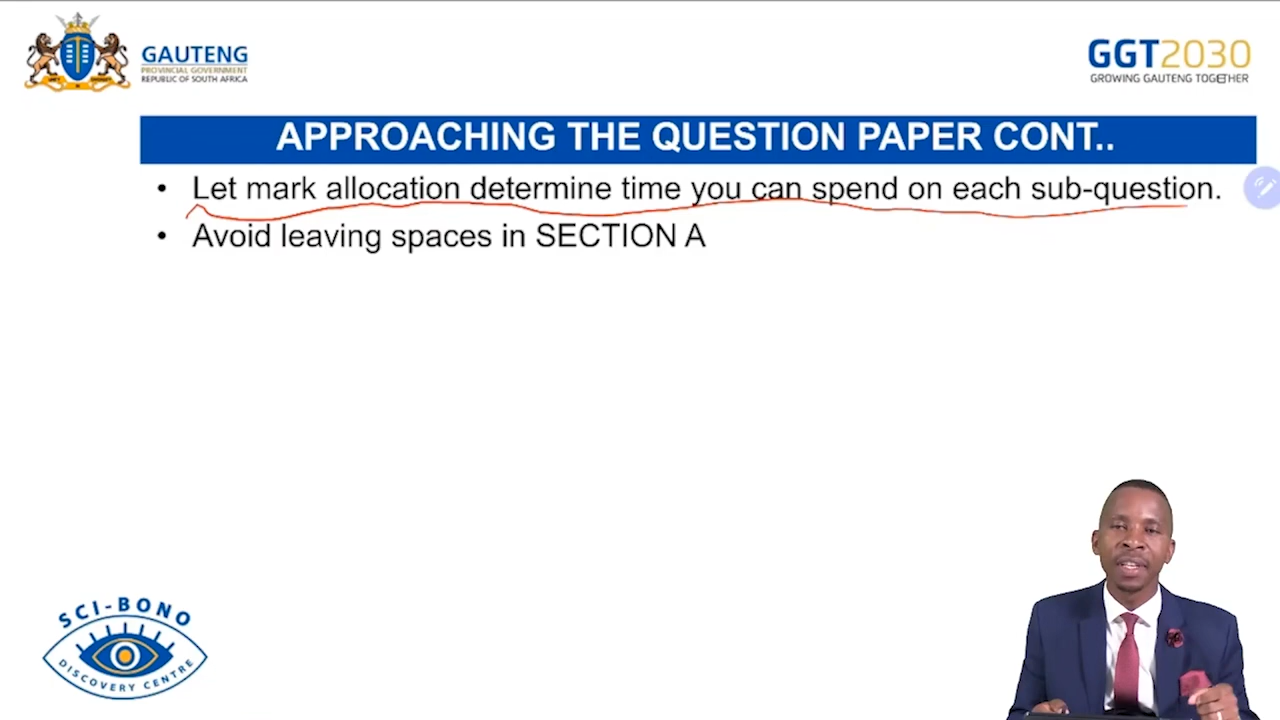 GAUTENG
PROVINCIAL GOVERNMENT
REPUBLIC OF SOUTH AFRICA
GGT2030
GROWING GAUTENG TOGETHER
APPROACHING THE QUESTION PAPER CONT..
• Let mark allocation determine time you can spend on each sub-question.
• Avoid leaving spaces in SECTION A
SCI-BONO
DISCOVERY CENTRE